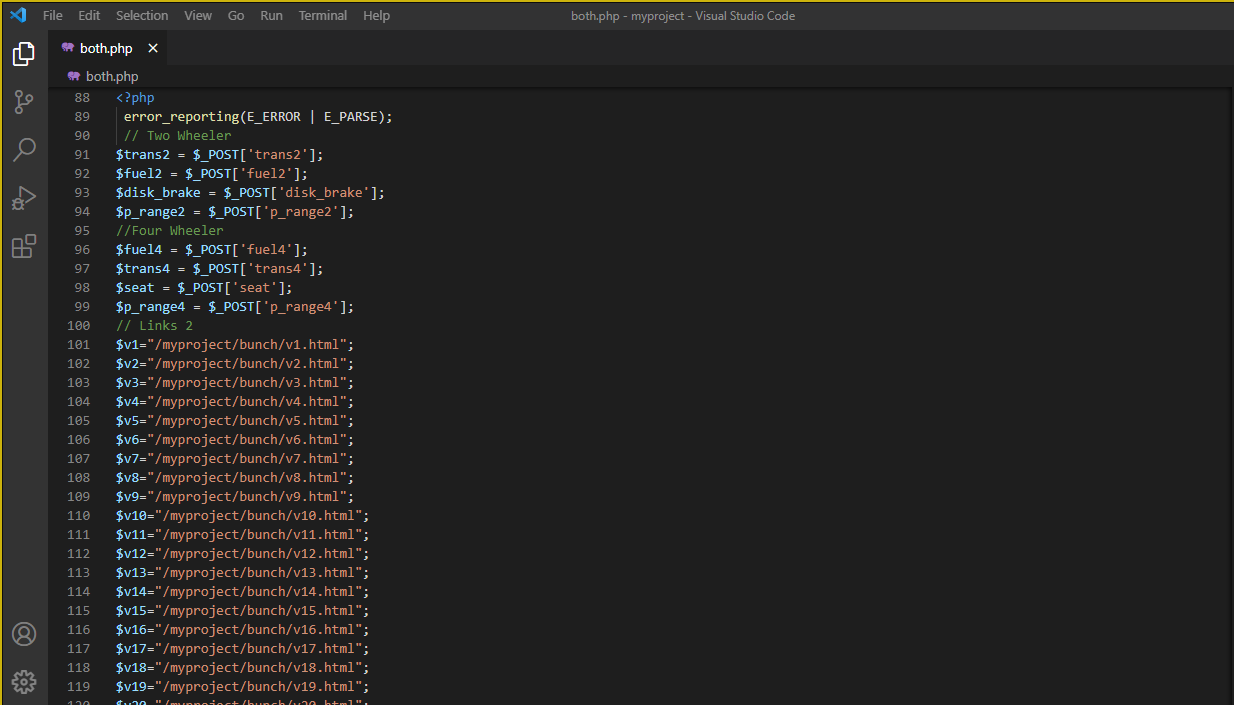 File Edit Selection View Go Run Terminal Help both.php - myproject - Visual Studio Code
both.php ×
both.php
88 <?php
89 error_reporting(E_ERROR | E_PARSE);
90 // Two Wheeler
91 $trans2 = $_POST['trans2'];
92 $fuel2 = $_POST['fuel2'];
93 $disk_brake = $_POST['disk_brake'];
94 $p_range2 = $_POST['p_range2'];
95 //Four Wheeler
96 $fuel4 = $_POST['fuel4'];
97 $trans4 = $_POST['trans4'];
98 $seat = $_POST['seat'];
99 $p_range4 = $_POST['p_range4'];
100 // Links 2
101 $v1="/myproject/bunch/v1.html";
102 $v2="/myproject/bunch/v2.html";
103 $v3="/myproject/bunch/v3.html";
104 $v4="/myproject/bunch/v4.html";
105 $v5="/myproject/bunch/v5.html";
106 $v6="/myproject/bunch/v6.html";
107 $v7="/myproject/bunch/v7.html";
108 $v8="/myproject/bunch/v8.html";
109 $v9="/myproject/bunch/v9.html";
110 $v10="/myproject/bunch/v10.html";
111 $v11="/myproject/bunch/v11.html";
112 $v12="/myproject/bunch/v12.html";
113 $v13="/myproject/bunch/v13.html";
114 $v14="/myproject/bunch/v14.html";
115 $v15="/myproject/bunch/v15.html";
116 $v16="/myproject/bunch/v16.html";
117 $v17="/myproject/bunch/v17.html";
118 $v18="/myproject/bunch/v18.html";
119 $v19="/myproject/bunch/v19.html";
120 $v20="/myproject/bunch/v20.html";